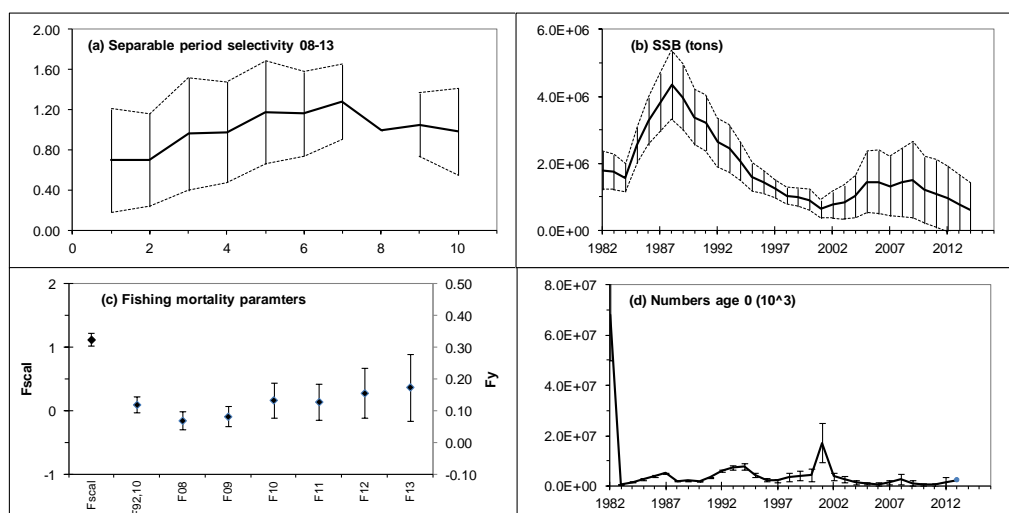 (a) Separable period selectivity 08-13
2.00
1.60
1.20
0.80
0.40
0.00
0 2 4 6 8 10
(b) SSB (tons)
6.0E+06
4.0E+06
2.0E+06
0.0E+00
1982 1987 1992 1997 2002 2007 2012
(c) Fishing mortality paramters
2
1
0
-1
Fscal
0.50
0.40
0.30
0.20
0.10
0.00
-0.10
Fy
Fscal
F92,10
F08
F09
F10
F11
F12
F13
(d) Numbers age 0 (10^3)
8.0E+07
6.0E+07
4.0E+07
2.0E+07
0.0E+00
1982 1987 1992 1997 2002 2007 2012